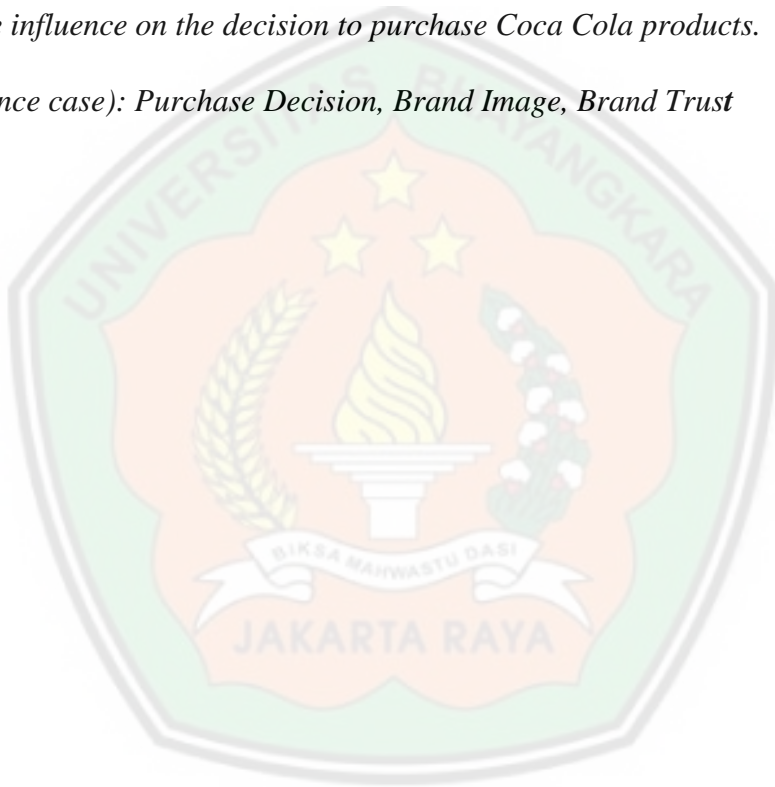 influence on the decision to purchase Coca Cola products.
nce case): Purchase Decision, Brand Image, Brand Trust
UNIVERSITAS BHAYANGKARA
BIKSA MAHWASTU DASI
JAKARTA RAYA